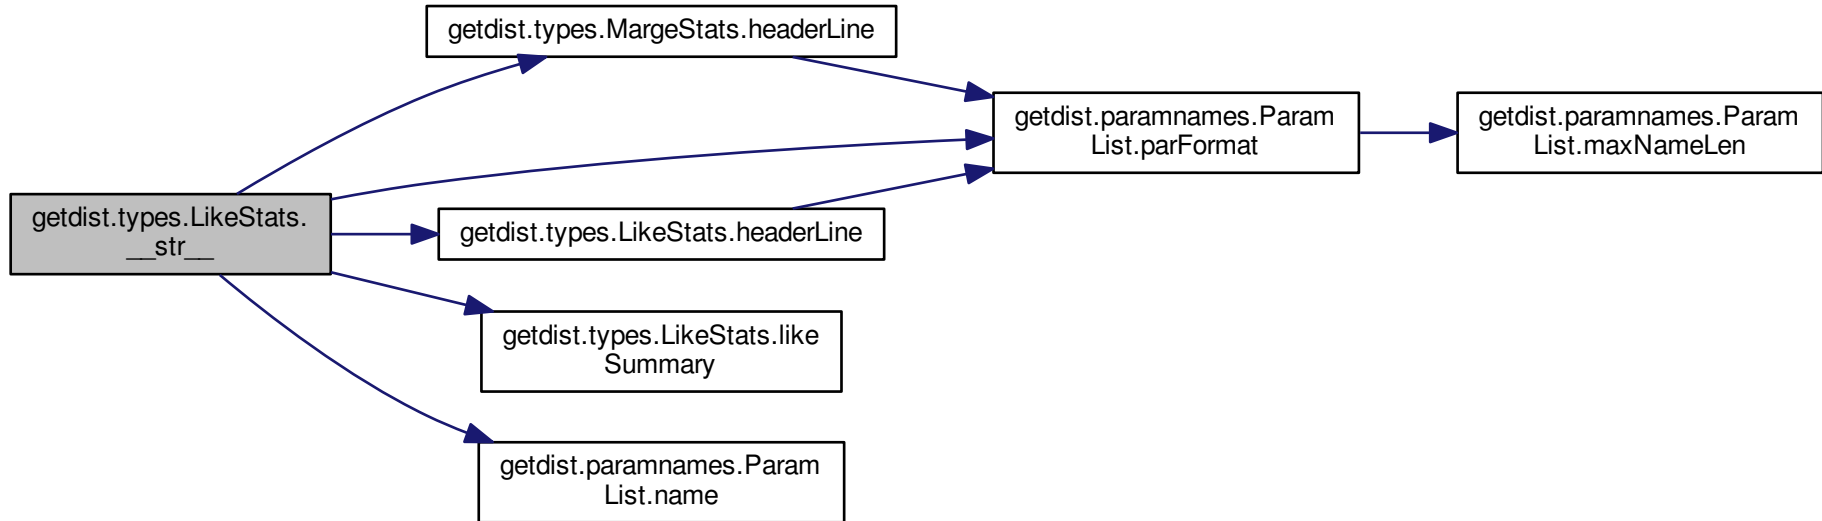 getdist.types.MargeStats.headerLine
getdist.paramnames.Param
List.parFormat
getdist.paramnames.Param
List.maxNameLen
getdist.types.LikeStats.
__str__
getdist.types.LikeStats.headerLine
getdist.types.LikeStats.like
Summary
getdist.paramnames.Param
List.name